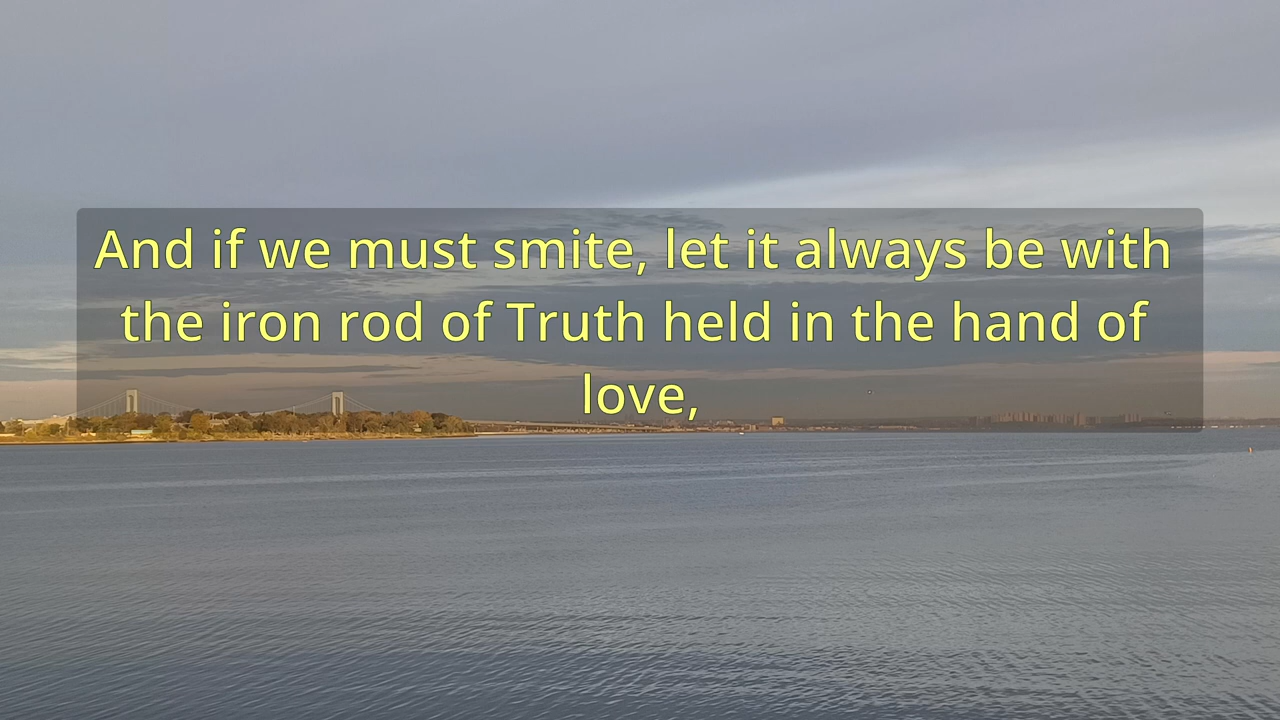 And if we must smite, let it always be with
the iron rod of Truth held in the hand of
love,